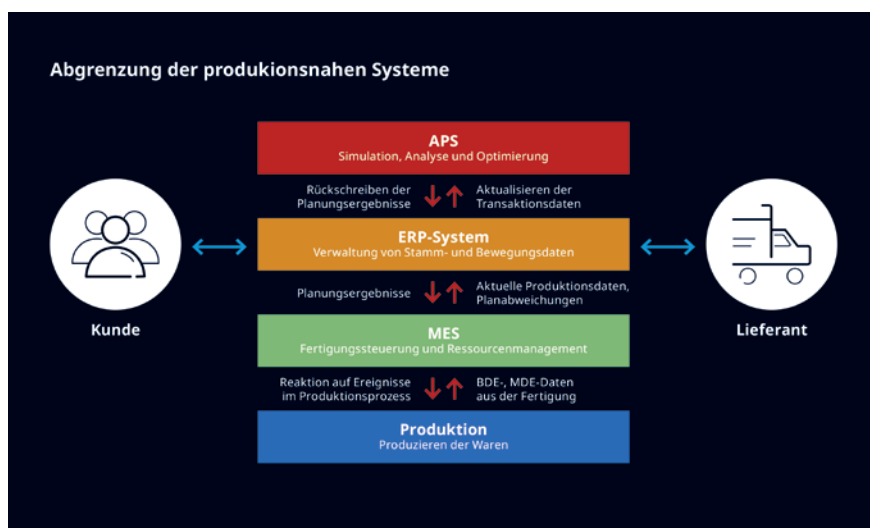 Abgrenzung der produkionsnahen Systeme
APS
Simulation, Analyse und Optimierung
Rückschreiben der
Planungsergebnisse
Aktualisieren der
Transaktionsdaten
ERP-System
Verwaltung von Stamm- und Bewegungsdaten
Kunde
Lieferant
Planungsergebnisse
Aktuelle Produktionsdaten,
Planabweichungen
MES
Fertigungssteuerung und Ressourcenmanagement
Reaktion auf Ereignisse
im Produktionsprozess
BDE-, MDE-Daten
aus der Fertigung
Produktion
Produzieren der Waren